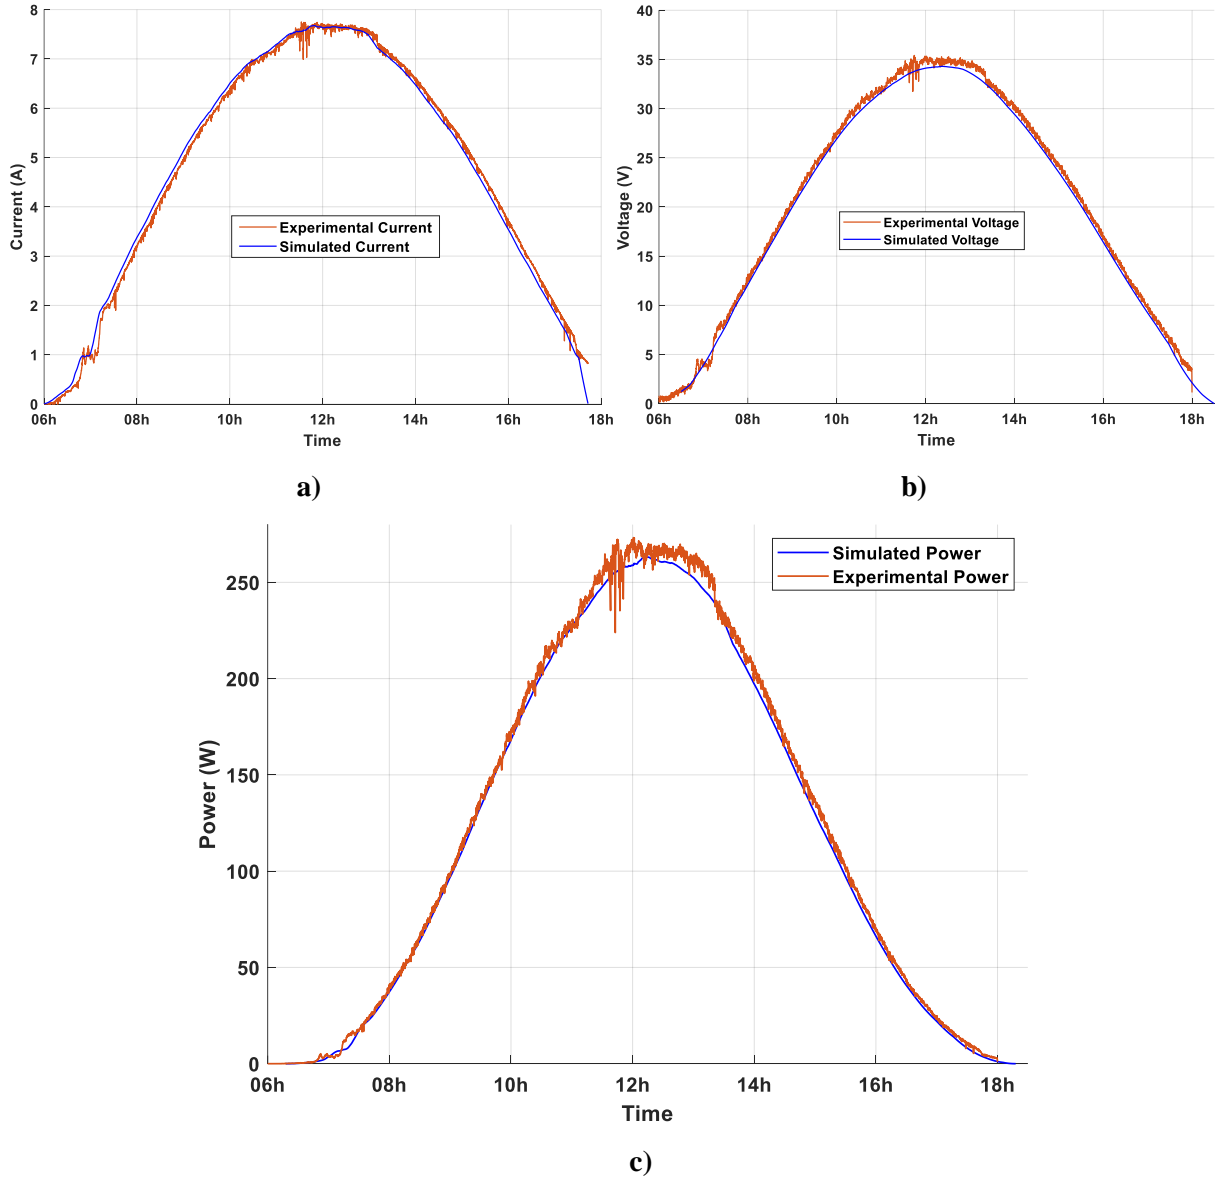 8
7
6
5
4
3
2
1
0
Current (A)
Experimental Current
Simulated Current
06h 08h 10h 12h 14h 16h 18h
Time
a)
40
35
30
25
20
15
10
5
0
Voltage (V)
Experimental Voltage
Simulated Voltage
06h 08h 10h 12h 14h 16h 18h
Time
b)
250
200
150
100
50
0
Power (W)
Simulated Power
Experimental Power
06h 08h 10h 12h 14h 16h 18h
Time
c)